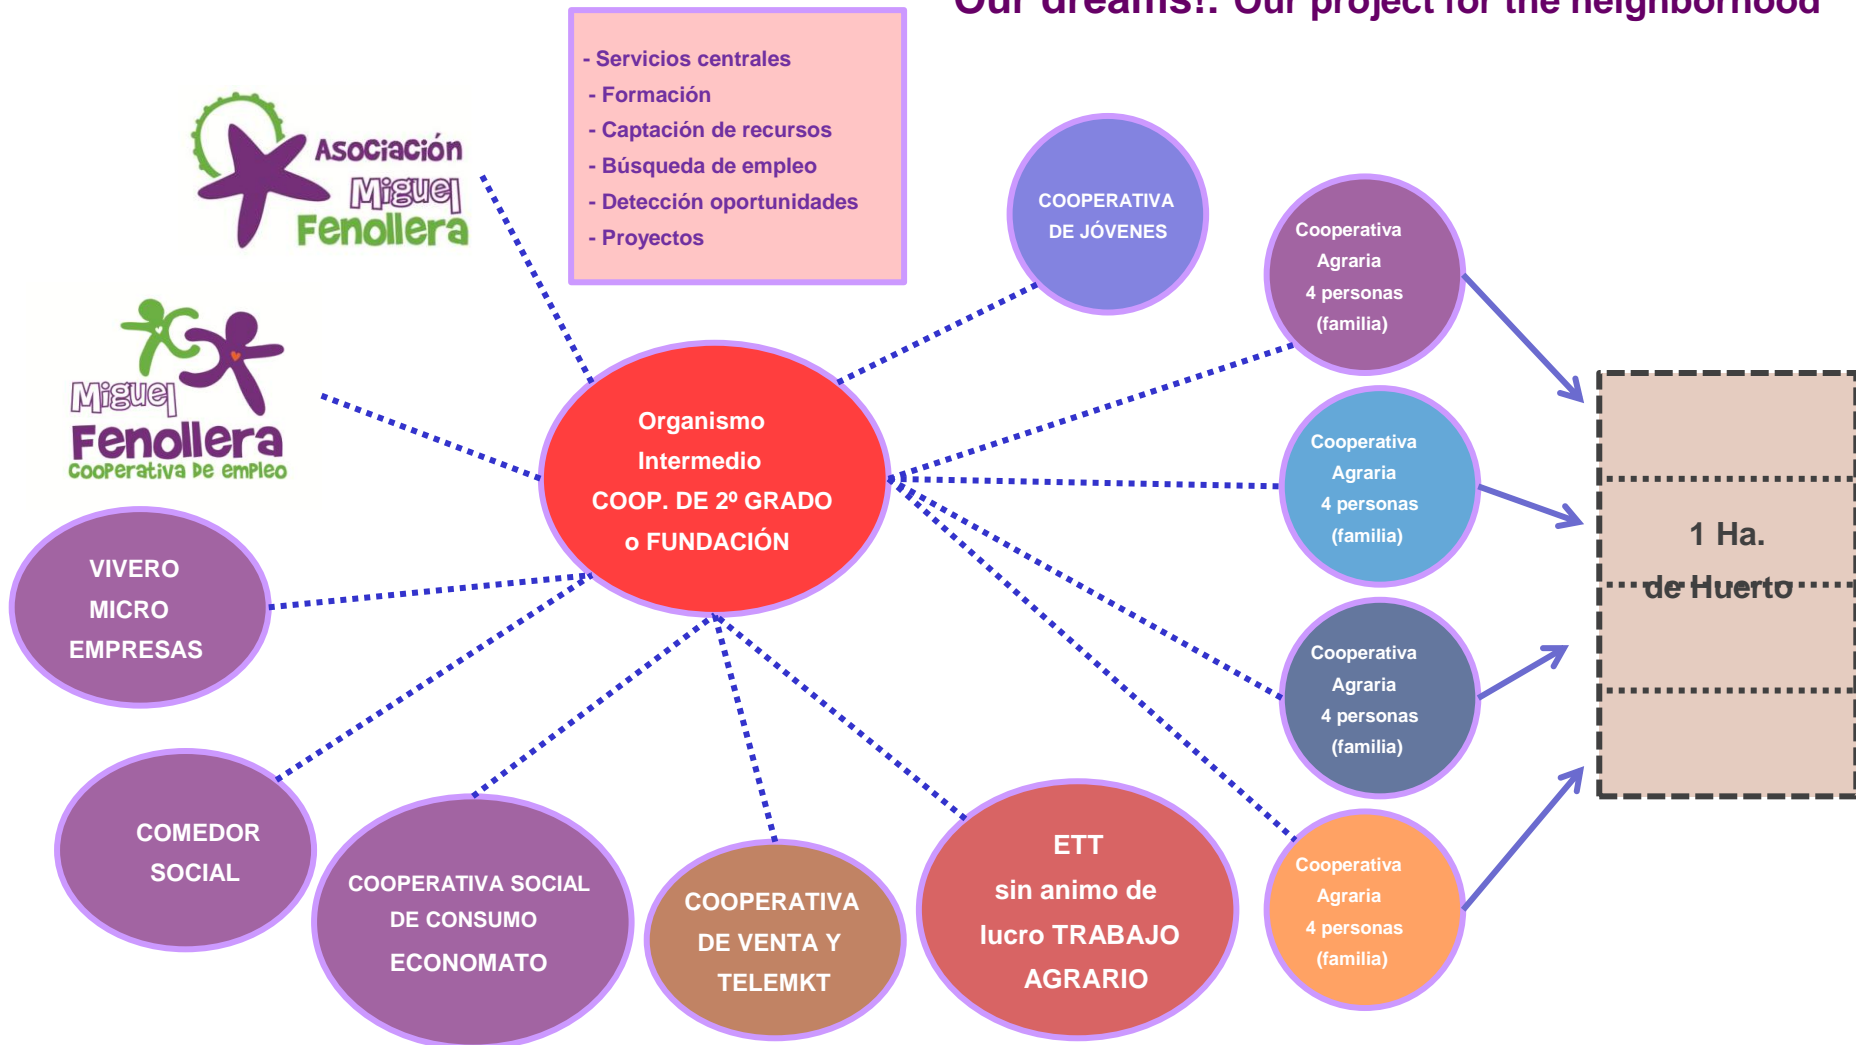 Our dreams!. Our project for the neighborhood
- Servicios centrales
- Formación
- Captación de recursos
- Búsqueda de empleo
- Detección oportunidades
- Proyectos
Asociación
Miguel
Fenollera
Miguel
Fenollera
Cooperativa de empleo
COOPERATIVA
DE JÓVENES
Cooperativa
Agraria
4 personas
(familia)
Organismo
Intermedio
COOP. DE 2º GRADO
o FUNDACIÓN
Cooperativa
Agraria
4 personas
(familia)
1 Ha.
de Huerto
VIVERO
MICRO
EMPRESAS
Cooperativa
Agraria
4 personas
(familia)
COMEDOR
SOCIAL
COOPERATIVA SOCIAL
DE CONSUMO
ECONOMATO
COOPERATIVA
DE VENTA Y
TELEMKT
ETT
sin animo de
lucro TRABAJO
AGRARIO
Cooperativa
Agraria
4 personas
(familia)